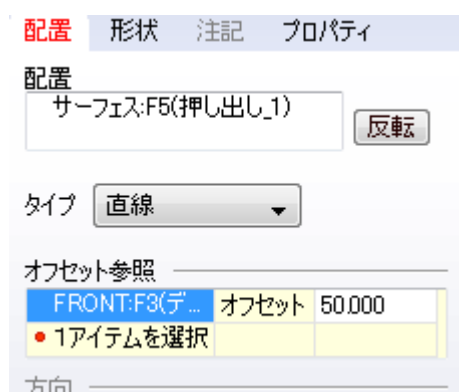 配置 形状 注記 プロパティ
配置
サーフェス:F5(押し出し_1)
反転
タイプ 直線
オフセット参照
FRONT:F3(デ... オフセット 50.000
1アイテムを選択
方向